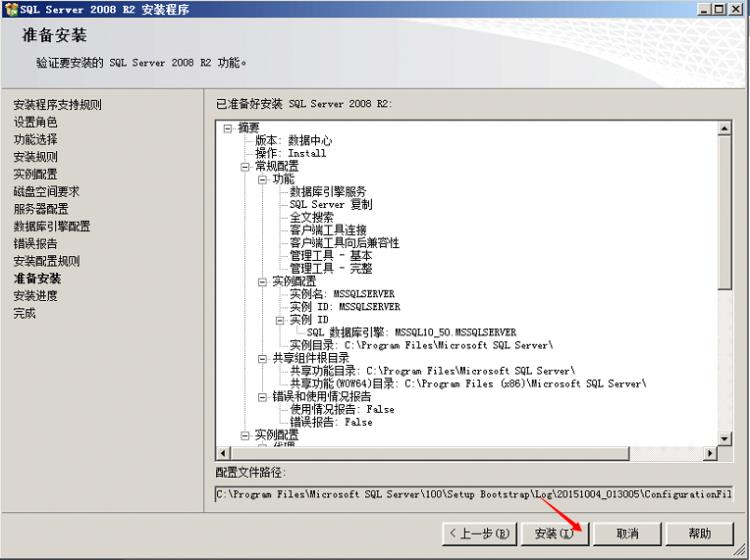 SQL Server 2008 R2 安装程序
准备安装
验证要安装的 SQL Server 2008 R2 功能。
安装程序支持规则
设置角色
功能选择
安装规则
实例配置
磁盘空间要求
服务器配置
数据库引擎配置
错误报告
安装配置规则
准备安装
安装进度
完成
已准备好安装 SQL Server 2008 R2:
摘要
版本: 数据中心
操作: Install
常规配置
功能
数据库引擎服务
SQL Server 复制
全文搜索
客户端工具连接
客户端工具向后兼容性
管理工具 - 基本
管理工具 - 完整
实例配置
实例名: MSSQLSERVER
实例 ID: MSSQLSERVER
实例 ID
SQL 数据库引擎: MSSQL10_50.MSSQLSERVER
实例目录: C:\Program Files\Microsoft SQL Server\
共享组件根目录
共享功能目录: C:\Program Files\Microsoft SQL Server\
共享功能(WOW64)目录: C:\Program Files (x86)\Microsoft SQL Server\
错误和使用情况报告
使用情况报告: False
错误报告: False
实例配置
配置文件路径:
C:\Program Files\Microsoft SQL Server\100\Setup Bootstrap\Log\20151004_013005\ConfigurationFil
< 上一步(B)
安装(I)
取消
帮助